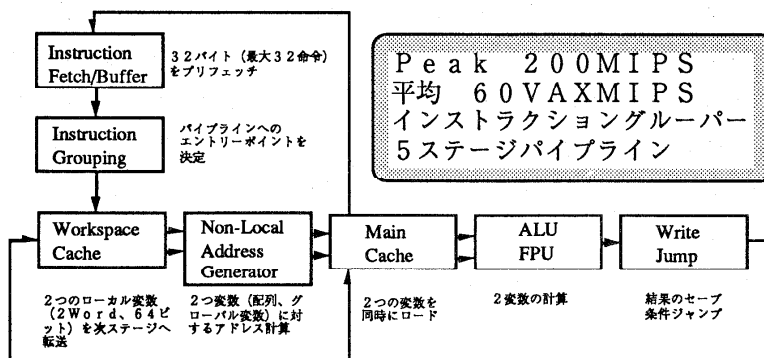 Instruction
Fetch/Buffer
32バイト（最大32命令）
をプリフェッチ
Peak 200MIPS
平均 60VAXMIPS
インストラクショングルーパー
5ステージパイプライン
Instruction
Grouping
パイプラインへの
エントリーポイントを
決定
Workspace
Cache
Non-Local
Address
Generator
Main
Cache
ALU
FPU
Write
Jump
2つのローカル変数
（2Word、64ビ
ット）を次ステージへ
転送
2つ変数（配列、グ
ローバル変数）に対
するアドレス計算
2つの変数を
同時にロード
2変数の計算
結果のセーブ
条件ジャンプ